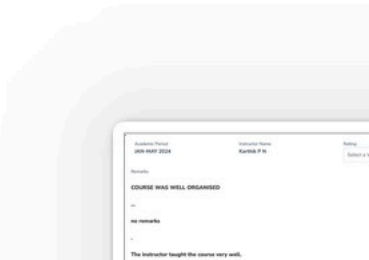 Academic Period Instructor Name Rating
JAN-MAY 2024 Karthik P N Select a
Remarks
COURSE WAS WELL ORGANISED
--
no remarks
.
The instructor taught the course very well.